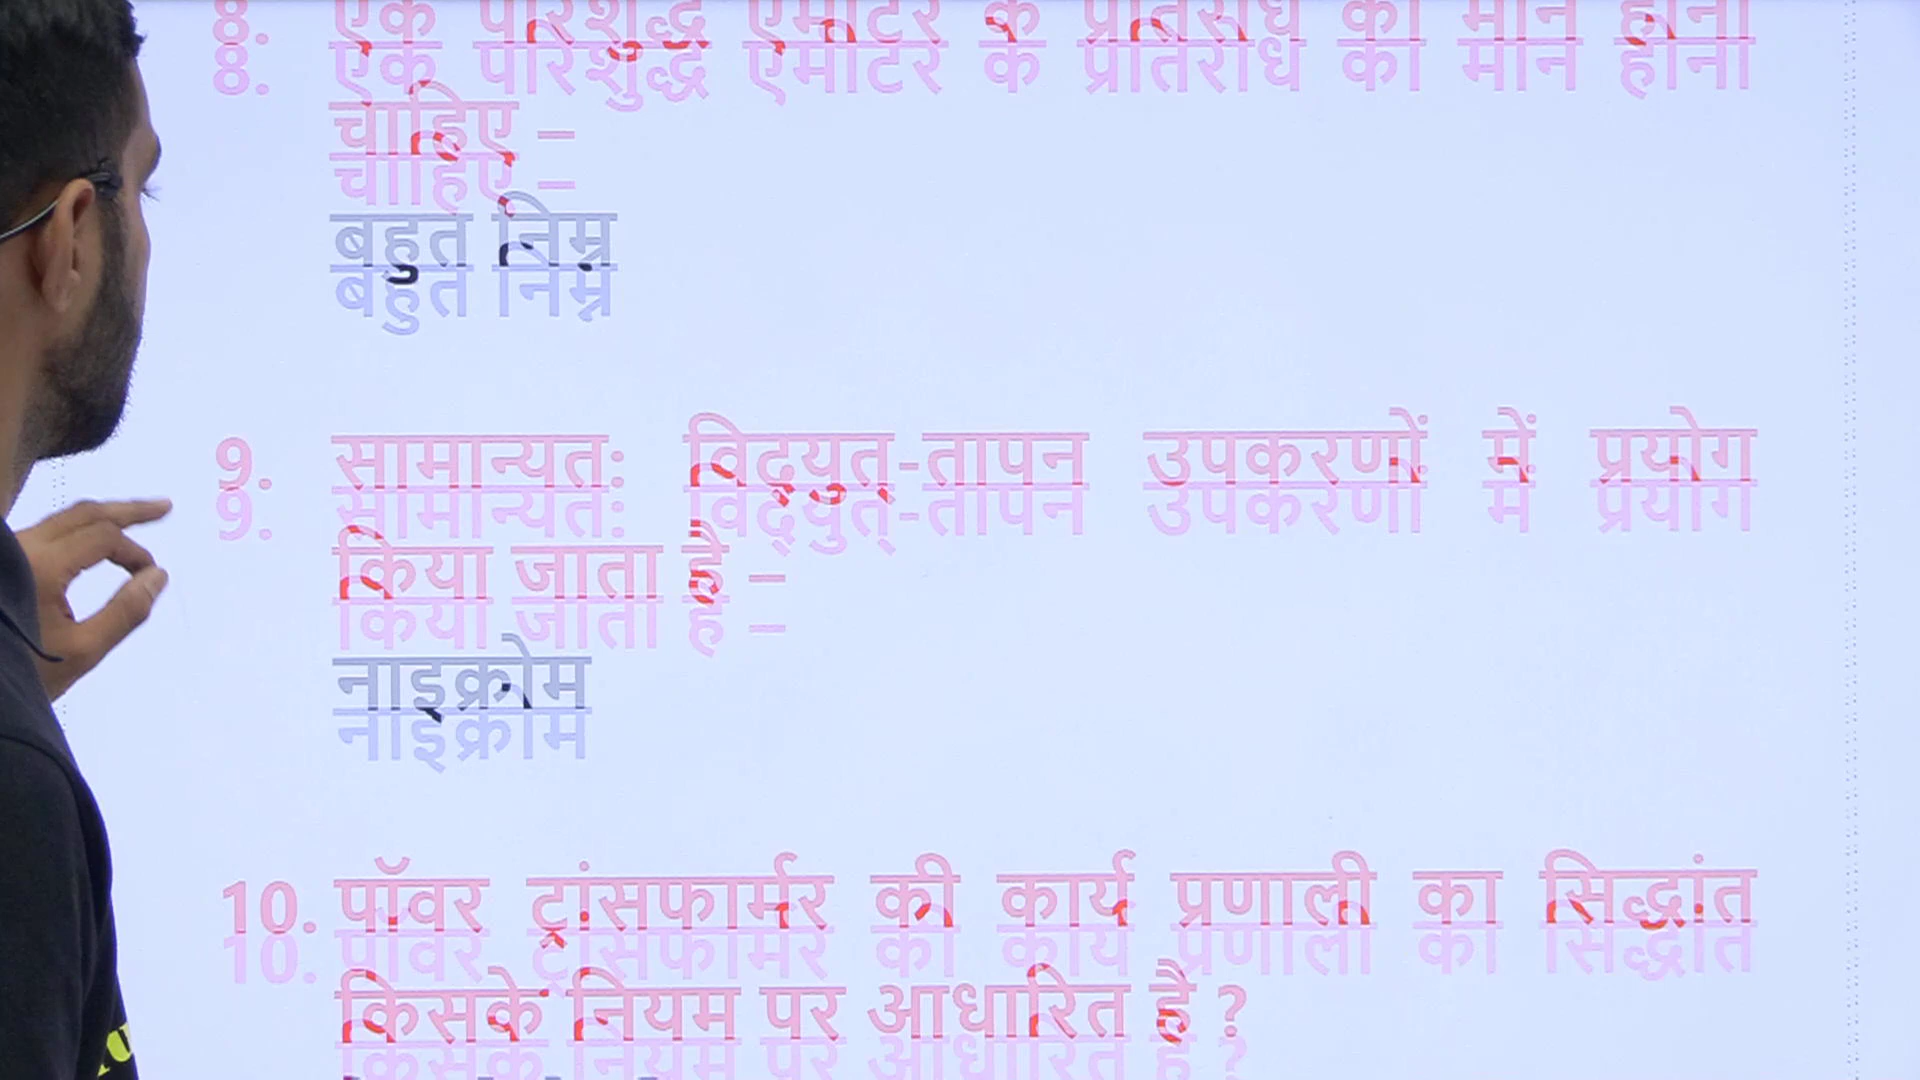 8. एक परिशुद्ध एमीटर के प्रतिरोध का मान होना
चाहिए –
बहुत निम्न
9. सामान्यत: विद्युत्-तापन उपकरणों में प्रयोग
किया जाता है –
नाइक्रोम
10. पॉवर ट्रांसफार्मर की कार्य प्रणाली का सिद्धांत
किसके नियम पर आधारित है ?